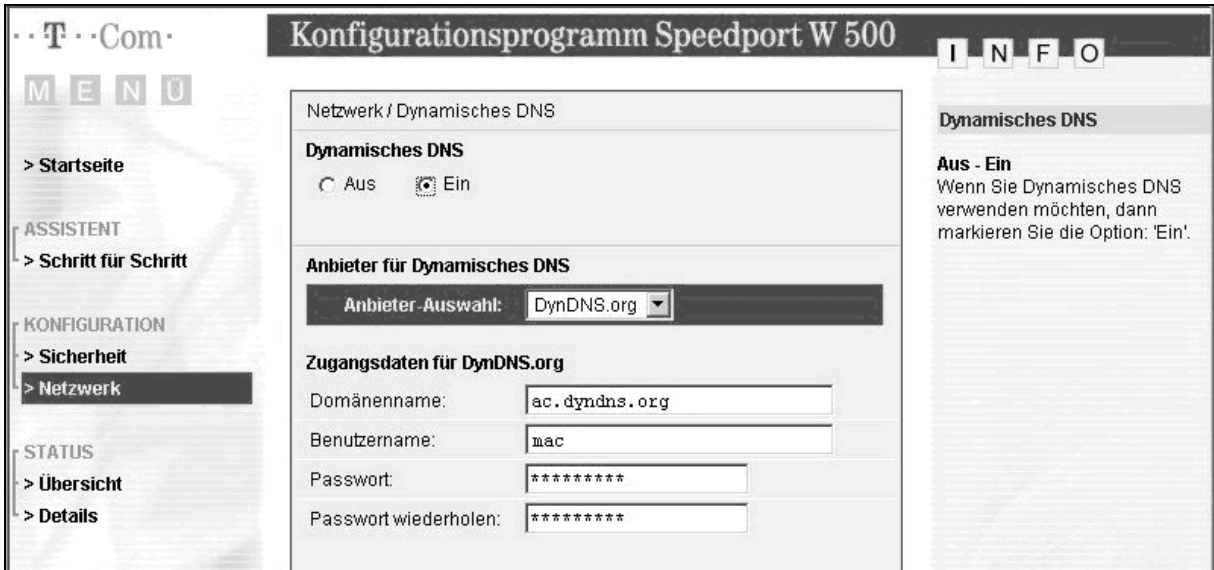 ··T··Com·
Konfigurationsprogramm Speedport W 500
INFO
MENÜ
> Startseite
ASSISTENT
> Schritt für Schritt
KONFIGURATION
> Sicherheit
> Netzwerk
STATUS
> Übersicht
> Details
Netzwerk / Dynamisches DNS
Dynamisches DNS
Aus Ein
Anbieter für Dynamisches DNS
Anbieter-Auswahl: DynDNS.org
Zugangsdaten für DynDNS.org
Domänenname: ac.dyndns.org
Benutzername: mac
Passwort: *********
Passwort wiederholen: *********
Dynamisches DNS
Aus - Ein
Wenn Sie Dynamisches DNS
verwenden möchten, dann
markieren Sie die Option: 'Ein'.